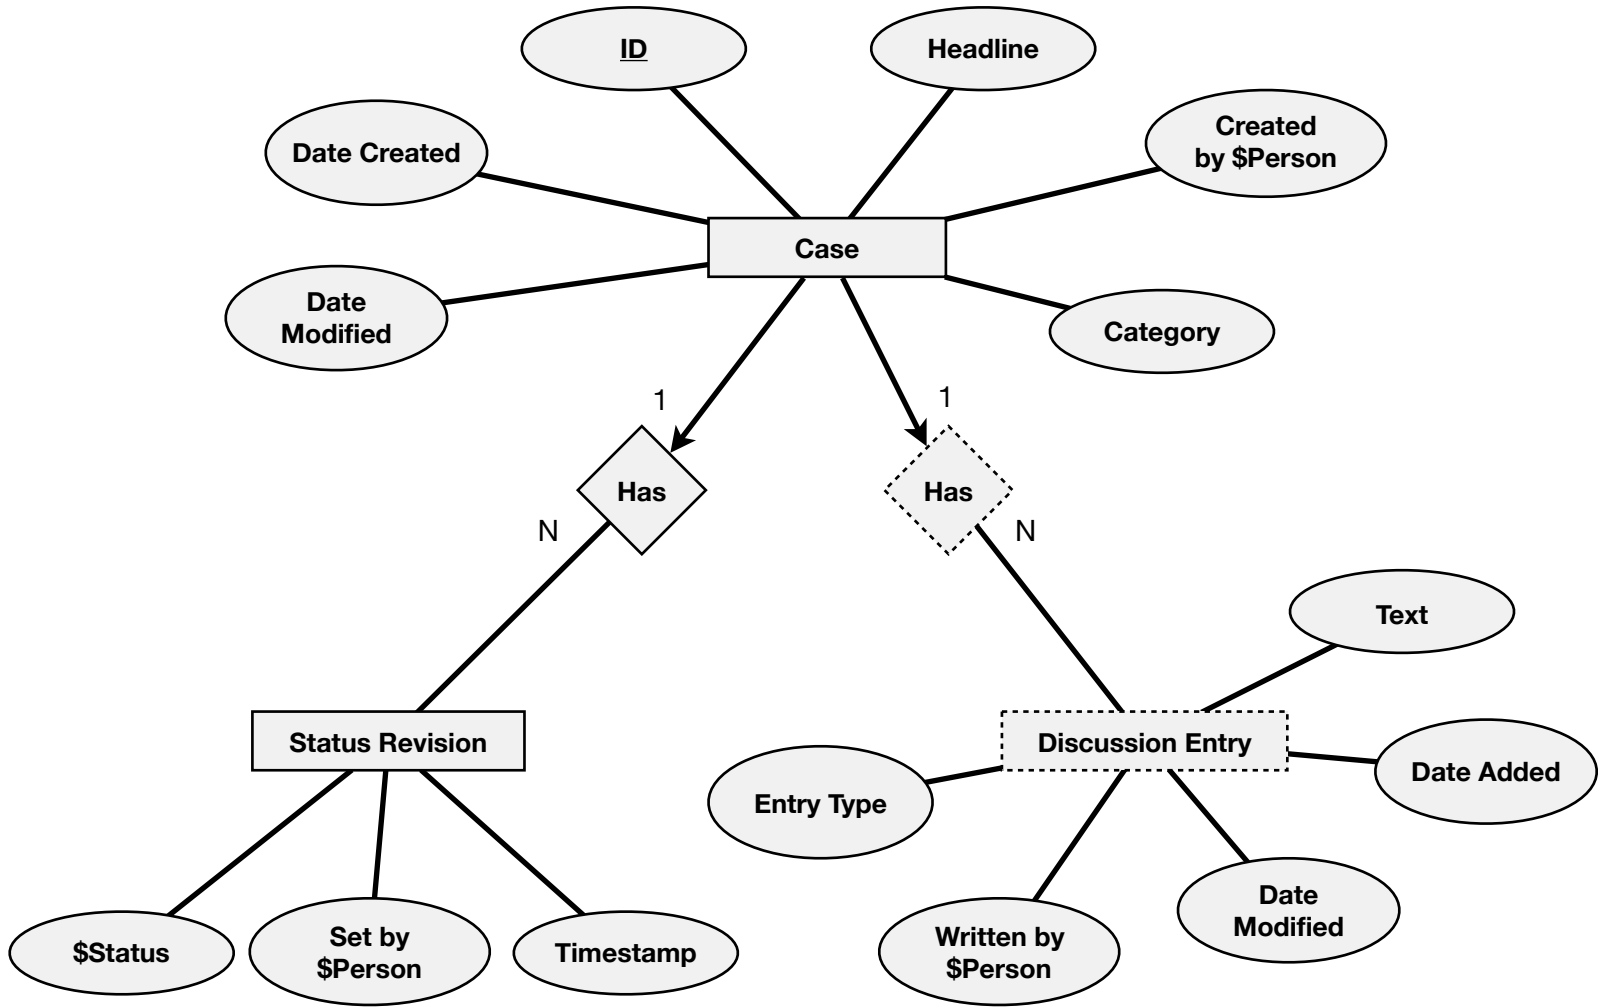 ID
Headline
Created
by $Person
Date Created
Case
Date
Modified
Category
1
1
Has
Has
N
N
Text
Status Revision
Discussion Entry
Date Added
Entry Type
Date
Modified
$Status
Set by
$Person
Timestamp
Written by
$Person